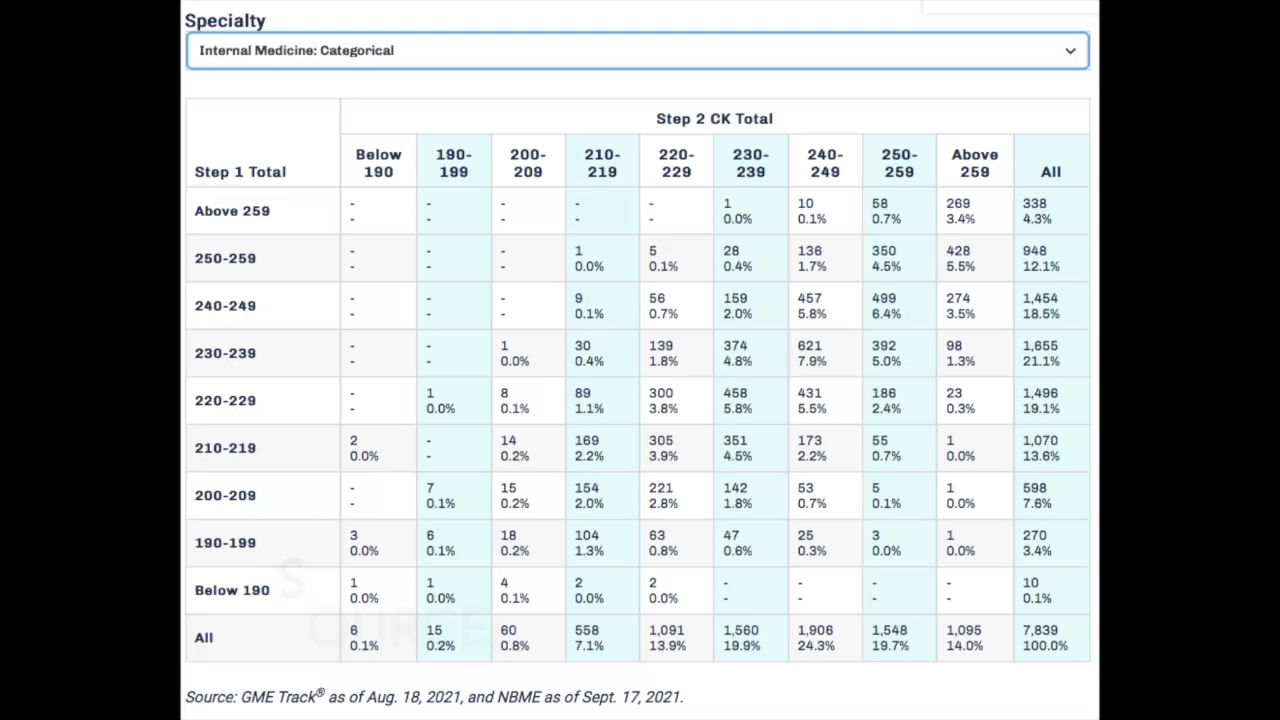 Specialty
Internal Medicine: Categorical
Step 2 CK Total
Step 1 Total Below 190 190-199 200-209 210-219 220-229 230-239 240-249 250-259 Above 259 All
Above 259 - - - - - 1 10 58 269 338
- - - - - 0.0% 0.1% 0.7% 3.4% 4.3%
250-259 - - - 1 5 28 136 350 428 948
- - - 0.0% 0.1% 0.4% 1.7% 4.5% 5.5% 12.1%
240-249 - - - 9 56 159 457 499 274 1,454
- - - 0.1% 0.7% 2.0% 5.8% 6.4% 3.5% 18.5%
230-239 - - 1 30 139 374 621 392 98 1,655
- - 0.0% 0.4% 1.8% 4.8% 7.9% 5.0% 1.3% 21.1%
220-229 - 1 8 89 300 458 431 186 23 1,496
- 0.0% 0.1% 1.1% 3.8% 5.8% 5.5% 2.4% 0.3% 19.1%
210-219 2 - 14 169 305 351 173 55 1 1,070
0.0% - 0.2% 2.2% 3.9% 4.5% 2.2% 0.7% 0.0% 13.6%
200-209 - 7 15 154 221 142 53 5 1 598
- 0.1% 0.2% 2.0% 2.8% 1.8% 0.7% 0.1% 0.0% 7.6%
190-199 3 6 18 104 63 47 25 3 1 270
0.0% 0.1% 0.2% 1.3% 0.8% 0.6% 0.3% 0.0% 0.0% 3.4%
Below 190 1 1 4 2 2 - - - - 10
0.0% 0.0% 0.1% 0.0% 0.0% - - - - 0.1%
All 6 15 60 558 1,091 1,560 1,906 1,548 1,095 7,839
0.1% 0.2% 0.8% 7.1% 13.9% 19.9% 24.3% 19.7% 14.0% 100.0%
S
OURCE
Source: GME Track® as of Aug. 18, 2021, and NBME as of Sept. 17, 2021.